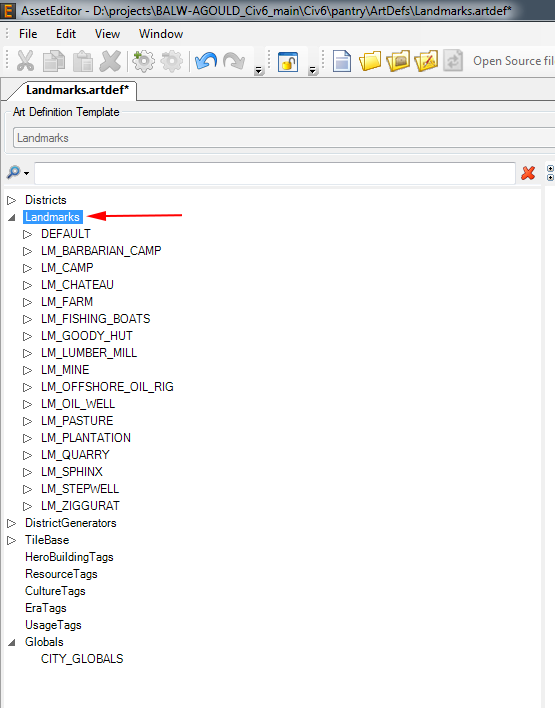 AssetEditor - D:\projects\BALW-AGOULD_Civ6_main\Civ6\pantry\ArtDefs\Landmarks.artdef*
File Edit View Window
Open Source fil
Landmarks.artdef*
Art Definition Template
Landmarks
Districts
Landmarks
DEFAULT
LM_BARBARIAN_CAMP
LM_CAMP
LM_CHATEAU
LM_FARM
LM_FISHING_BOATS
LM_GOODY_HUT
LM_LUMBER_MILL
LM_MINE
LM_OFFSHORE_OIL_RIG
LM_OIL_WELL
LM_PASTURE
LM_PLANTATION
LM_QUARRY
LM_SPHINX
LM_STEPWELL
LM_ZIGGURAT
DistrictGenerators
TileBase
HeroBuildingTags
ResourceTags
CultureTags
EraTags
UsageTags
Globals
CITY_GLOBALS